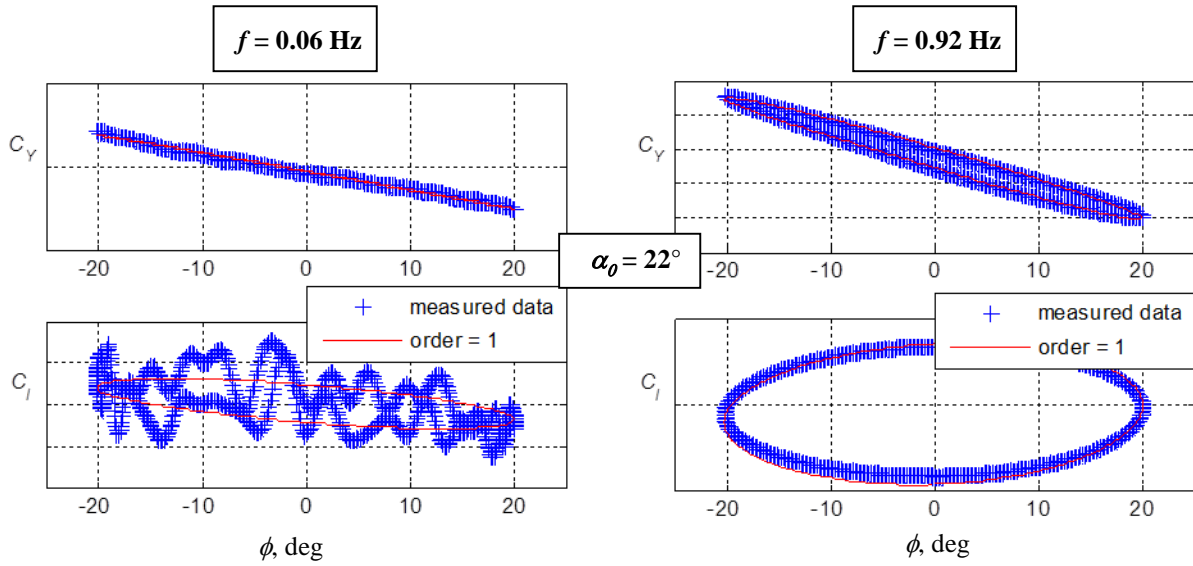 f = 0.06 Hz
f = 0.92 Hz
C_Y
-20 -10 0 10 20
C_Y
-20 -10 0 10 20
α_0 = 22°
measured data
order = 1
C_l
-20 -10 0 10 20
ϕ, deg
measured data
order = 1
C_l
-20 -10 0 10 20
ϕ, deg